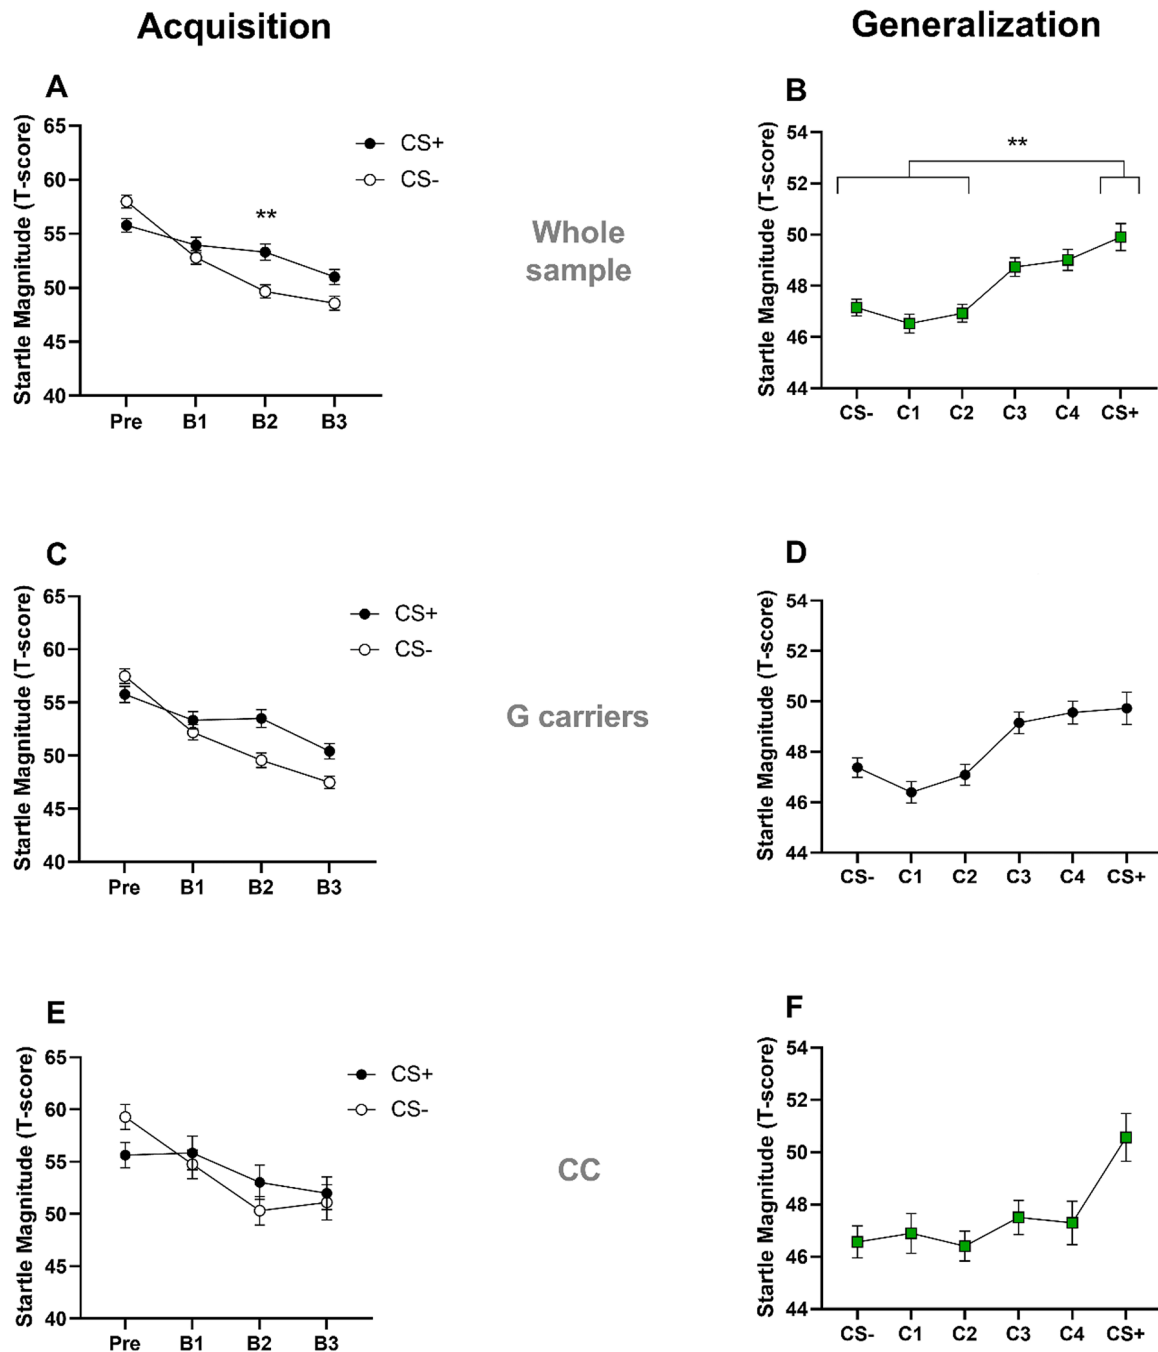 Acquisition
Generalization
A
Startle Magnitude (T-score)
65
60
55
50
45
40
**
CS+
CS-
Pre B1 B2 B3
Whole
sample
B
Startle Magnitude (T-score)
54
52
50
48
46
44
**
CS- C1 C2 C3 C4 CS+
C
Startle Magnitude (T-score)
65
60
55
50
45
40
CS+
CS-
Pre B1 B2 B3
G carriers
D
Startle Magnitude (T-score)
54
52
50
48
46
44
CS- C1 C2 C3 C4 CS+
E
Startle Magnitude (T-score)
65
60
55
50
45
40
CS+
CS-
Pre B1 B2 B3
CC
F
Startle Magnitude (T-score)
54
52
50
48
46
44
CS- C1 C2 C3 C4 CS+